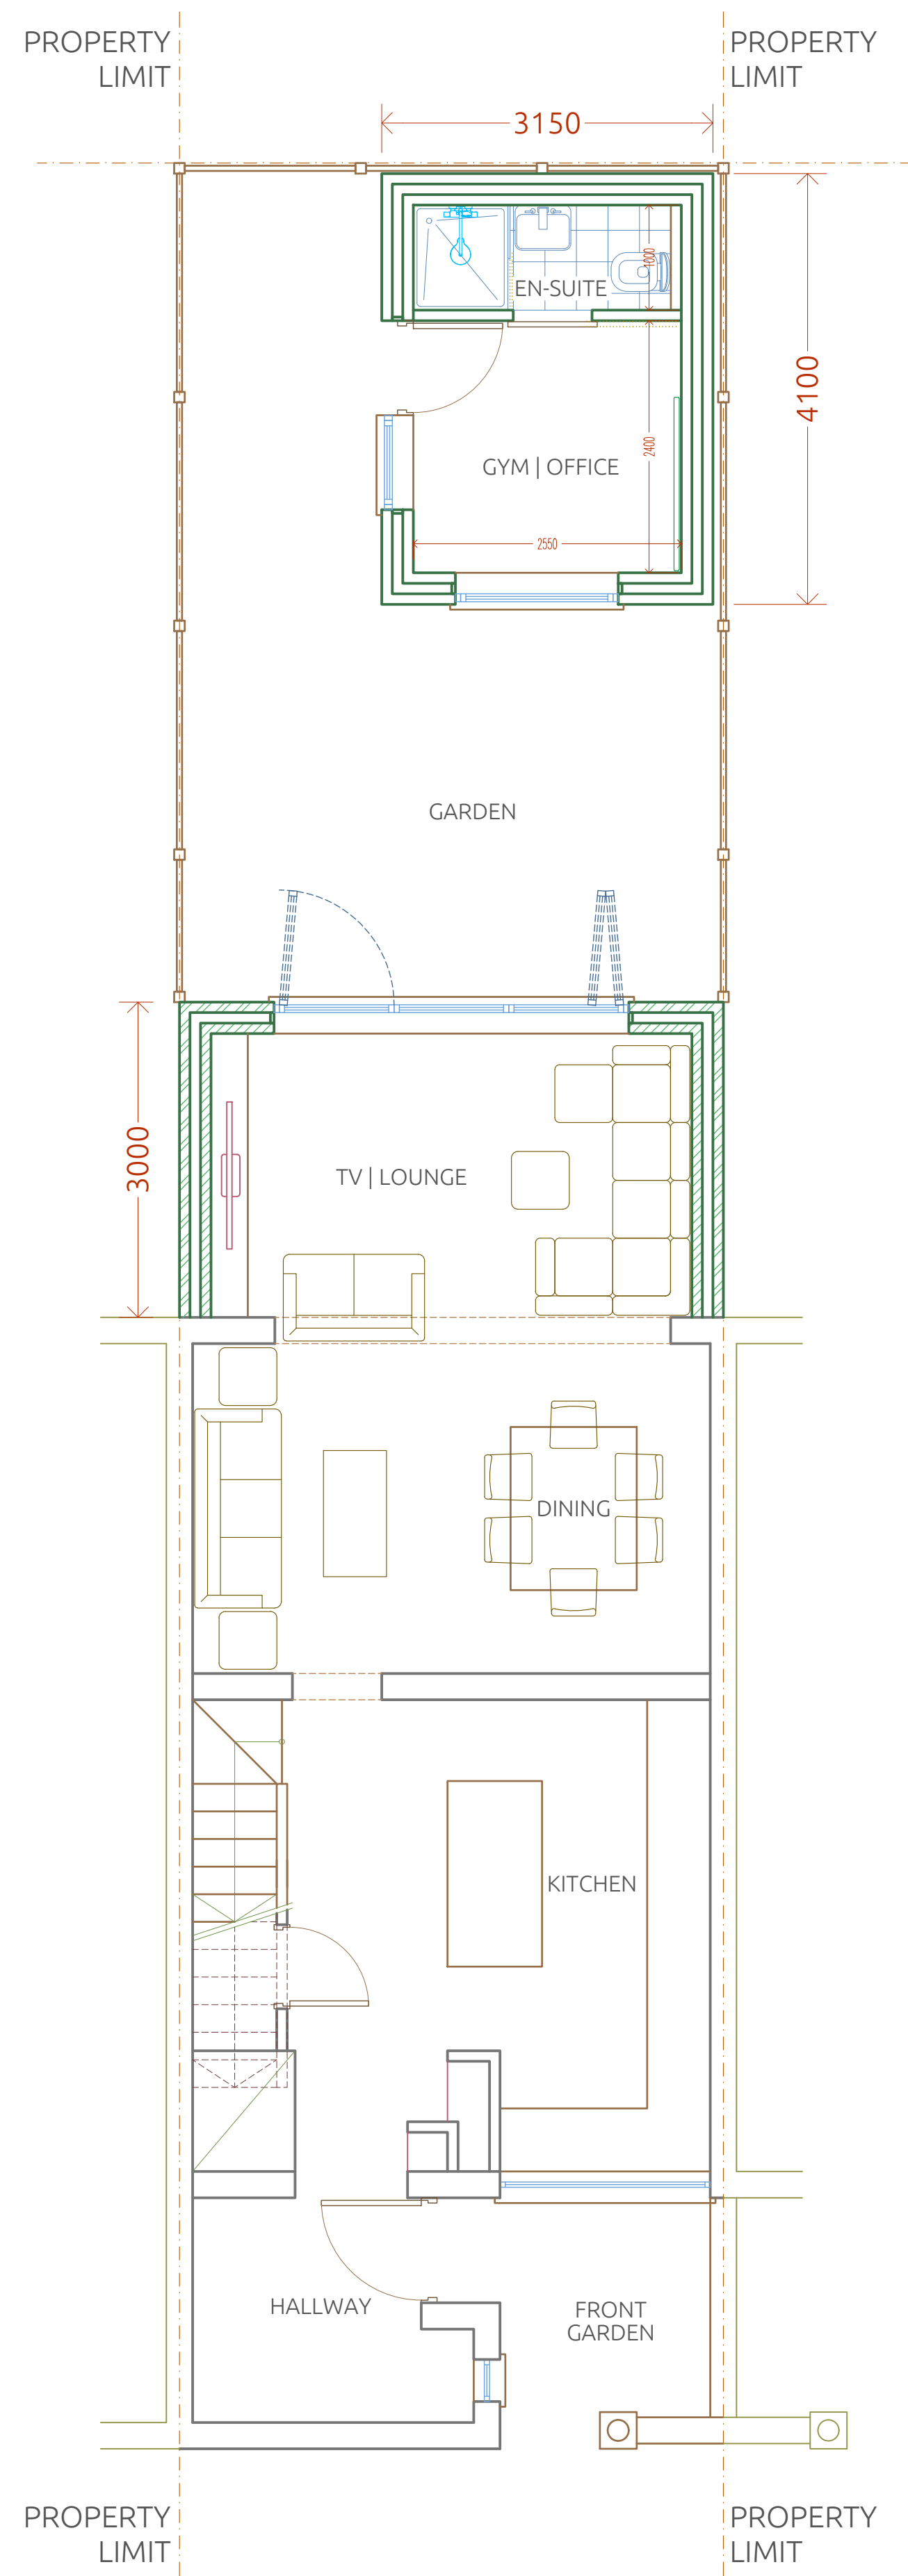 PROPERTY
LIMIT
PROPERTY
LIMIT
3150
1000
EN-SUITE
4100
2400
GYM | OFFICE
2550
GARDEN
3000
TV | LOUNGE
DINING
KITCHEN
HALLWAY
FRONT
GARDEN
PROPERTY
LIMIT
PROPERTY
LIMIT